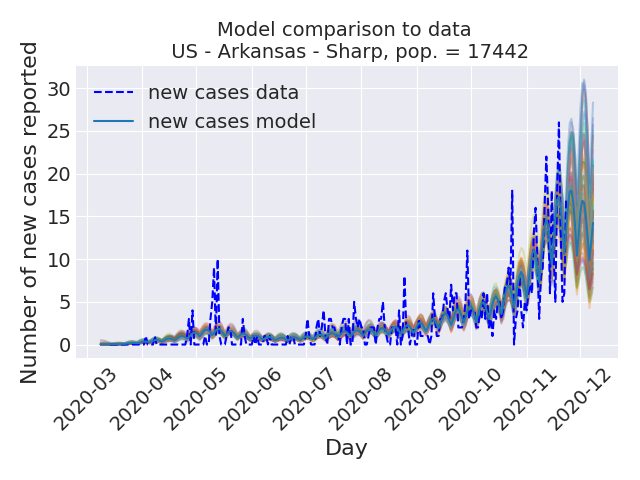 Model comparison to data
US - Arkansas - Sharp, pop. = 17442
Number of new cases reported
30
25
20
15
10
5
0
new cases data
new cases model
2020-03
2020-04
2020-05
2020-06
2020-07
2020-08
2020-09
2020-10
2020-11
2020-12
Day